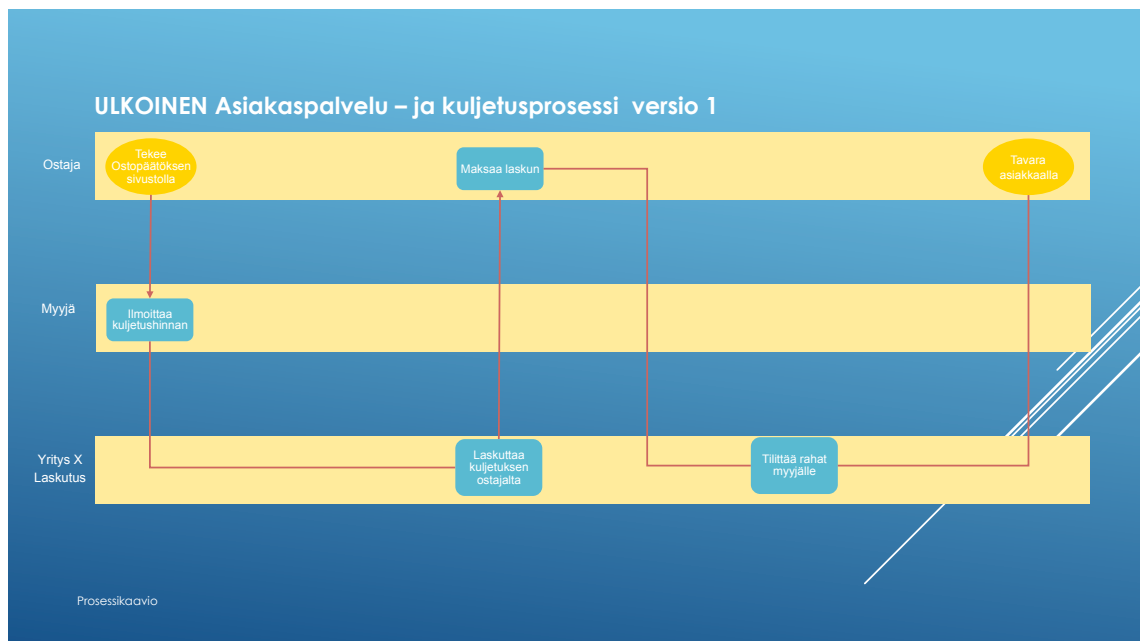 ULKOINEN Asiakaspalvelu – ja kuljetusprosessi versio 1
Ostaja
Tekee
Ostopäätöksen
sivustolla
Maksaa laskun
Tavara
asiakkaalla
Myyjä
Ilmoittaa
kuljetushinnan
Yritys X
Laskutus
Laskuttaa
kuljetuksen
ostajalta
Tilittää rahat
myyjälle
Prosessikaavio